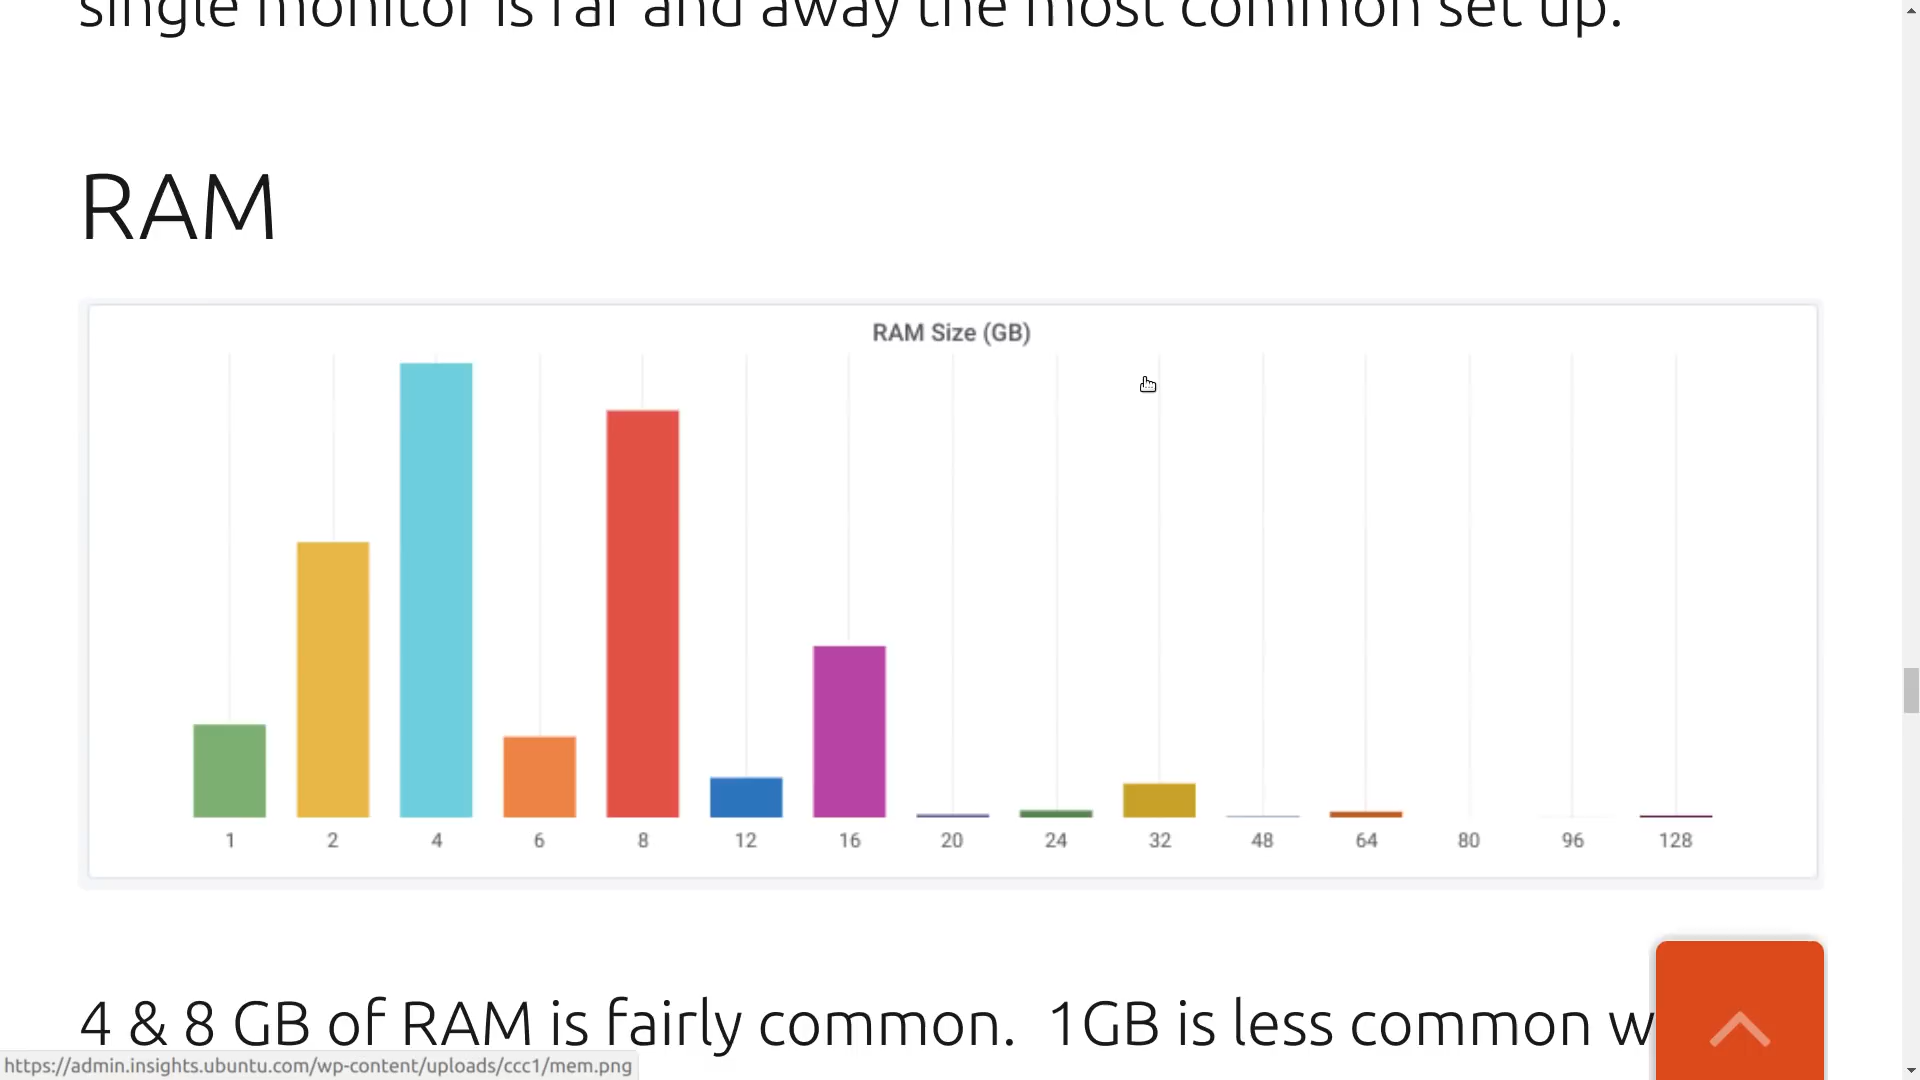 single monitor is far and away the most common set up.
RAM
RAM Size (GB)
1 2 4 6 8 12 16 20 24 32 48 64 80 96 128
4 & 8 GB of RAM is fairly common. 1GB is less common w
https://admin.insights.ubuntu.com/wp-content/uploads/ccc1/mem.png